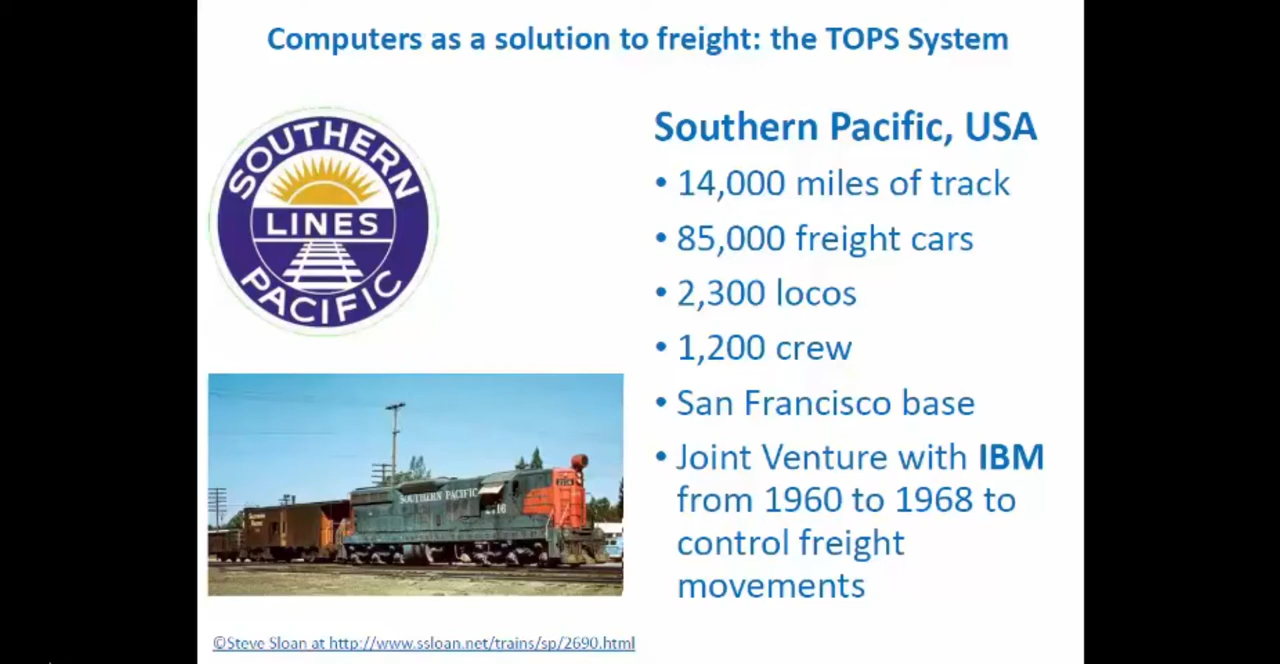 Computers as a solution to freight: the TOPS System
SOUTHERN
LINES
PACIFIC
Southern Pacific, USA
• 14,000 miles of track
• 85,000 freight cars
• 2,300 locos
• 1,200 crew
• San Francisco base
• Joint Venture with IBM
from 1960 to 1968 to
control freight
movements
SOUTHERN PACIFIC
©Steve Sloan at http://www.ssloan.net/trains/sp/2690.html